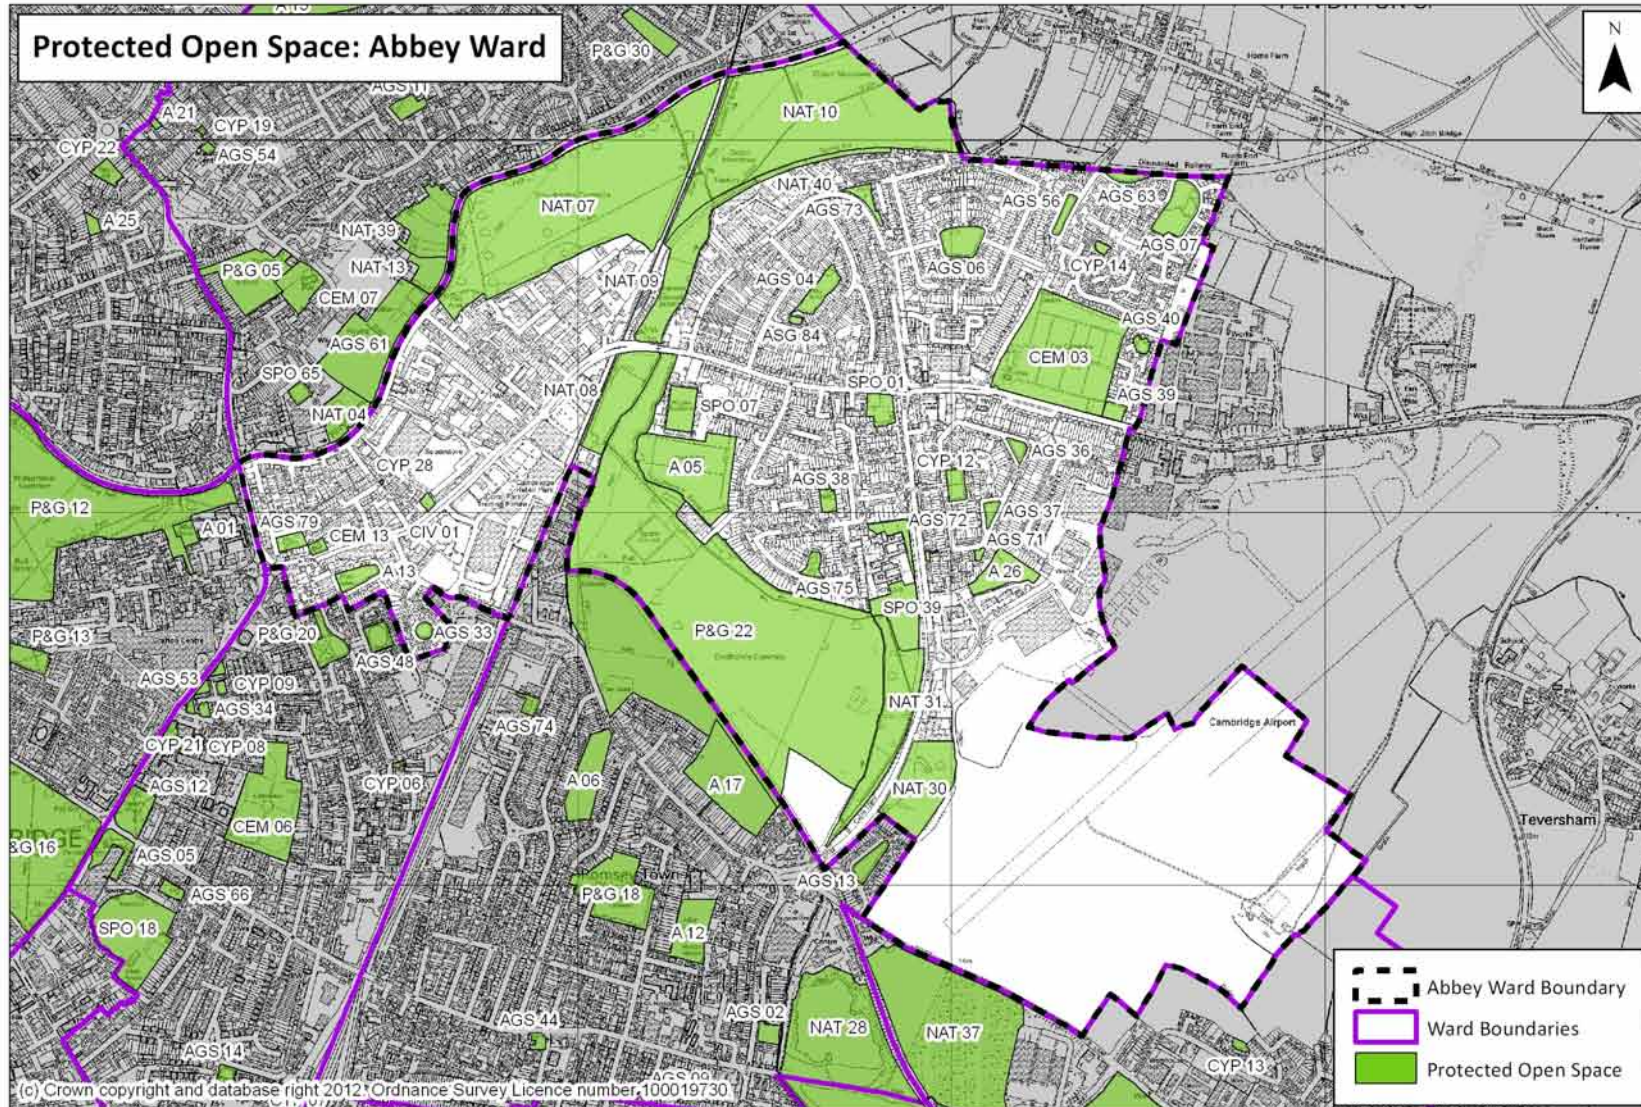 Protected Open Space: Abbey Ward
N
P&G 30
NAT 10
A 21
CYP 19
CYP 22
AGS 54
A 25
NAT 39
NAT 07
NAT 40
AGS 73
AGS 56
AGS 63
NAT 13
P&G 05
CEM 07
NAT 09
AGS 04
AGS 06
CYP 14
AGS 07
ASG 84
AGS 40
AGS 61
CEM 03
SPO 65
NAT 08
SPO 01
AGS 39
NAT 04
SPO 07
CYP 28
A 05
CYP 12
AGS 36
AGS 38
P&G 12
A 01
AGS 79
CEM 13
CIV 01
AGS 72
AGS 37
AGS 71
A 13
A 26
AGS 75
SPO 39
P&G 13
P&G 20
AGS 33
P&G 22
AGS 48
AGS 53
CYP 09
NAT 31
AGS 34
AGS 74
Cambridge Airport
CYP 21
CYP 08
CYP 06
A 06
A 17
NAT 30
AGS 12
CEM 06
Teversham
AGS 05
Romsey Town
AGS 13
P&G 18
AGS 66
SPO 18
A 12
AGS 02
AGS 44
NAT 28
NAT 37
AGS 14
CYP 13
Abbey Ward Boundary
Ward Boundaries
Protected Open Space
(c) Crown copyright and database right 2012. Ordnance Survey Licence number 100019730.